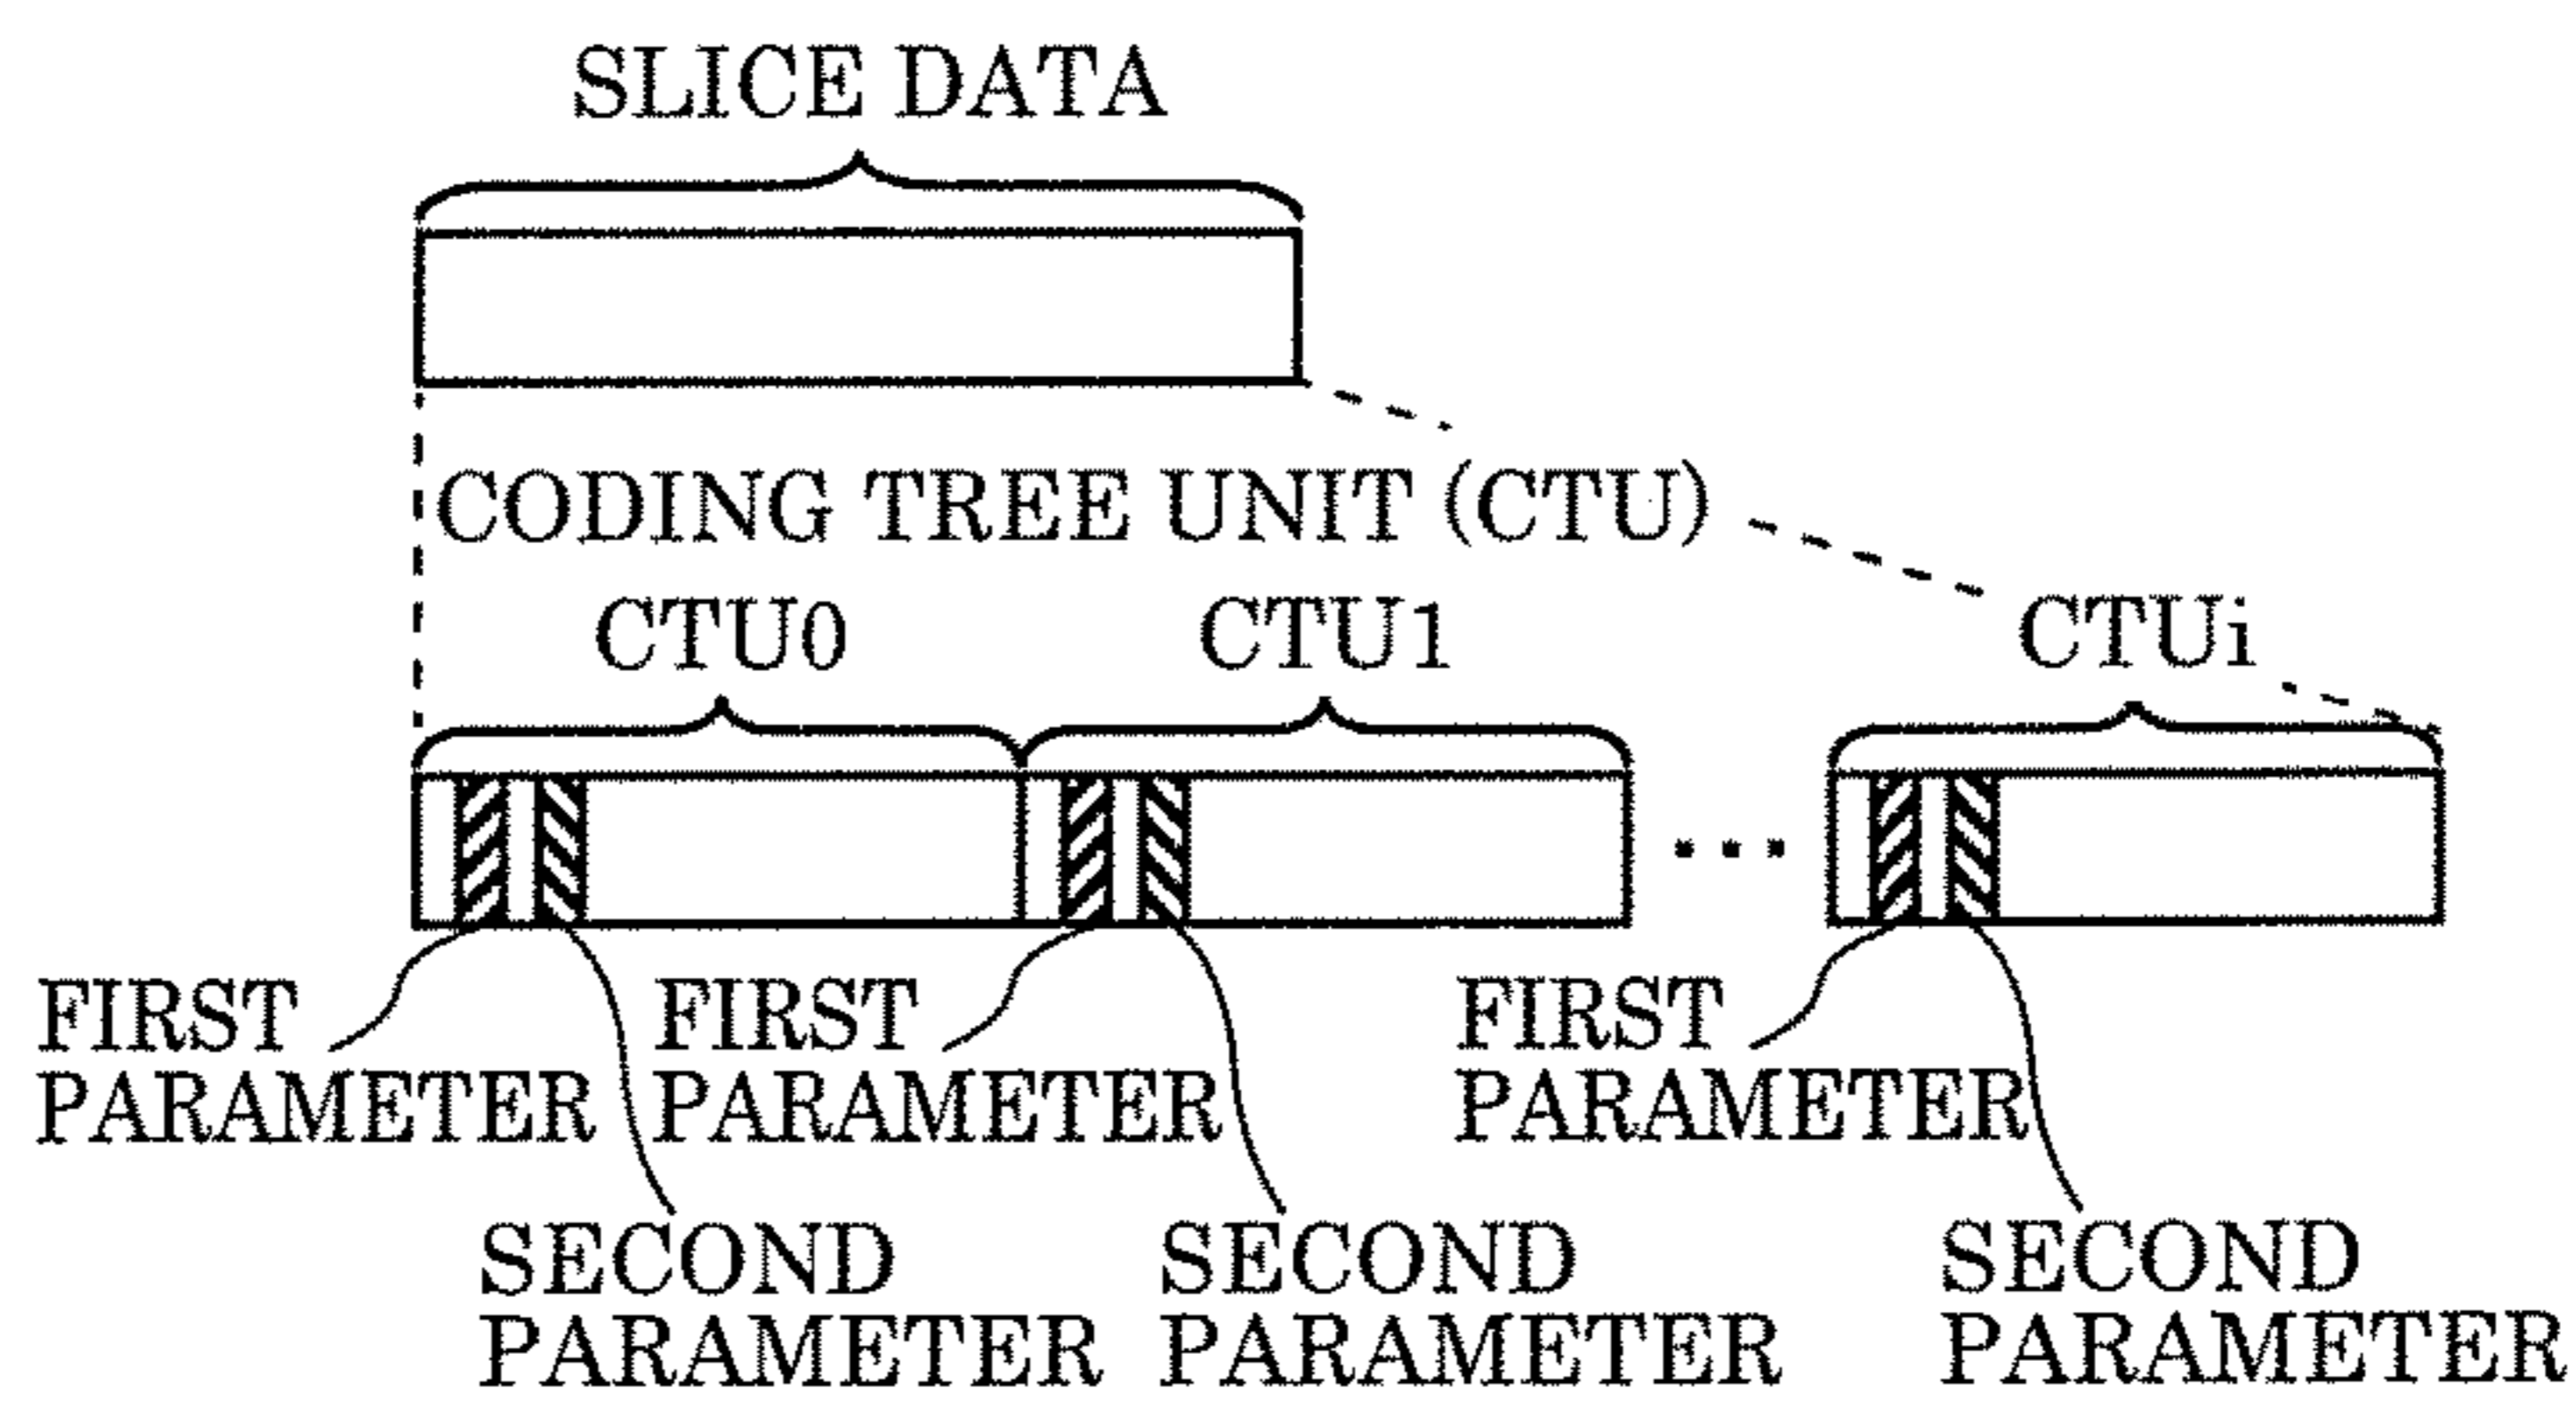 SLICE DATA
CODING TREE UNIT (CTU)
CTU0
CTU1
CTUi
...
FIRST
PARAMETER
FIRST
PARAMETER
FIRST
PARAMETER
SECOND
PARAMETER
SECOND
PARAMETER
SECOND
PARAMETER